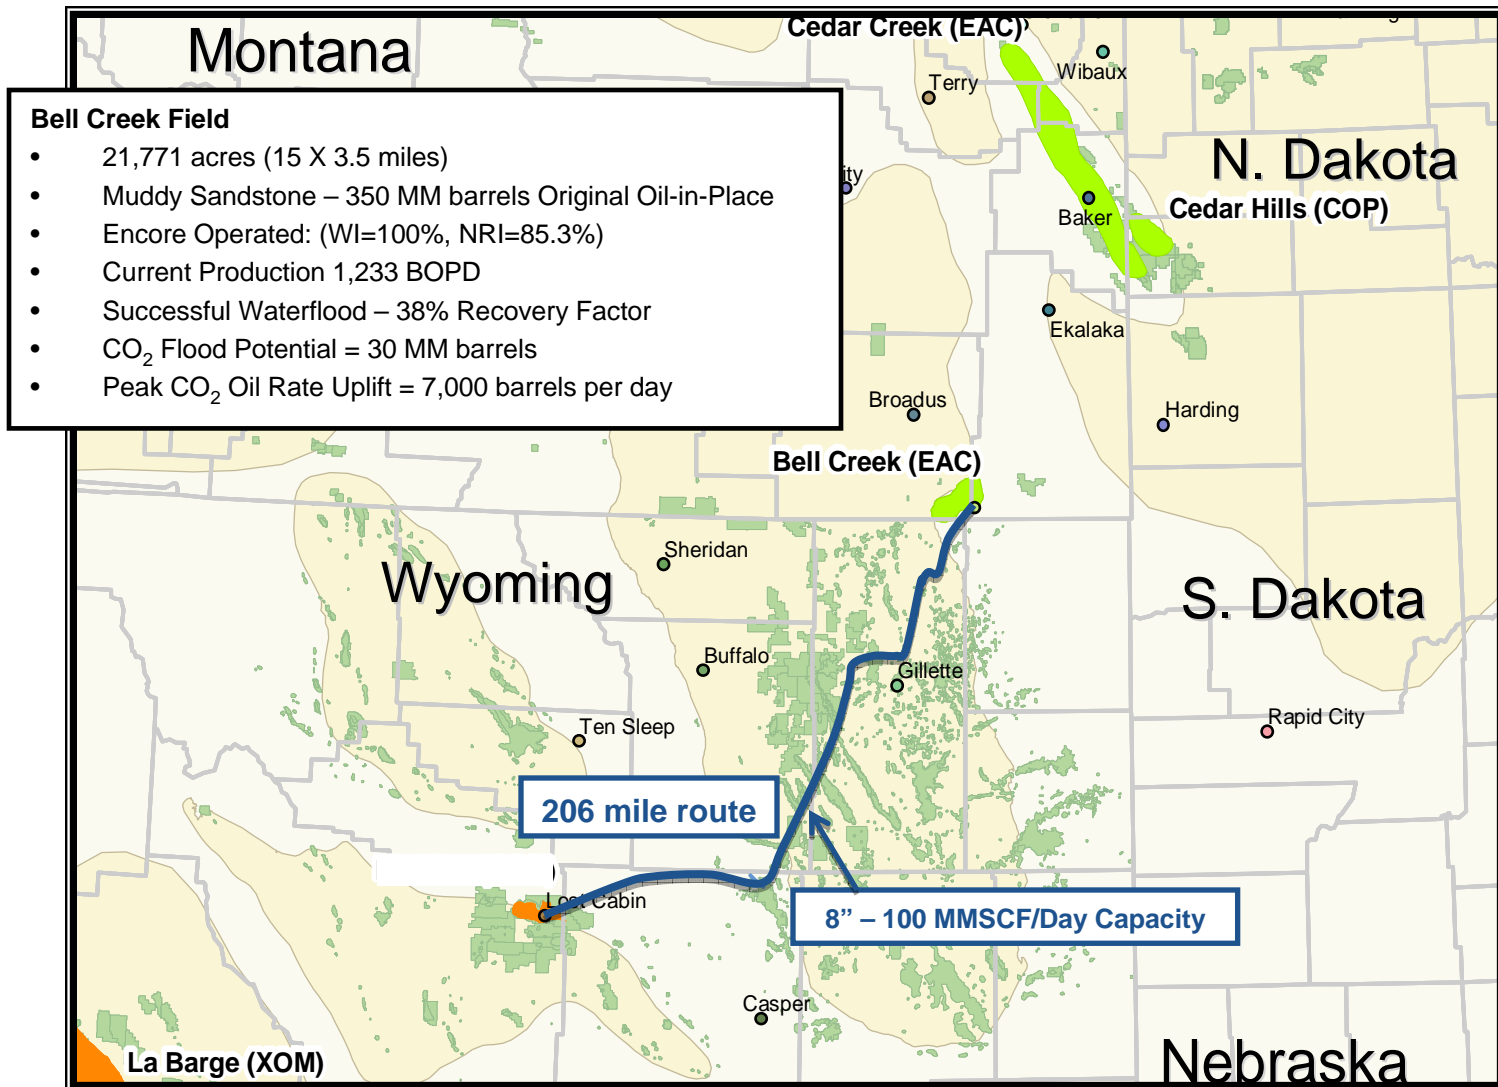 Montana
Cedar Creek (EAC)
Wibaux
Terry
Bell Creek Field
• 21,771 acres (15 X 3.5 miles)
• Muddy Sandstone – 350 MM barrels Original Oil-in-Place
• Encore Operated: (WI=100%, NRI=85.3%)
• Current Production 1,233 BOPD
• Successful Waterflood – 38% Recovery Factor
• CO2 Flood Potential = 30 MM barrels
• Peak CO2 Oil Rate Uplift = 7,000 barrels per day
N. Dakota
ity
Baker
Cedar Hills (COP)
Ekalaka
Broadus
Harding
Bell Creek (EAC)
Sheridan
Wyoming
S. Dakota
Buffalo
Gillette
Ten Sleep
Rapid City
206 mile route
Lost Cabin
8” – 100 MMSCF/Day Capacity
Casper
La Barge (XOM)
Nebraska